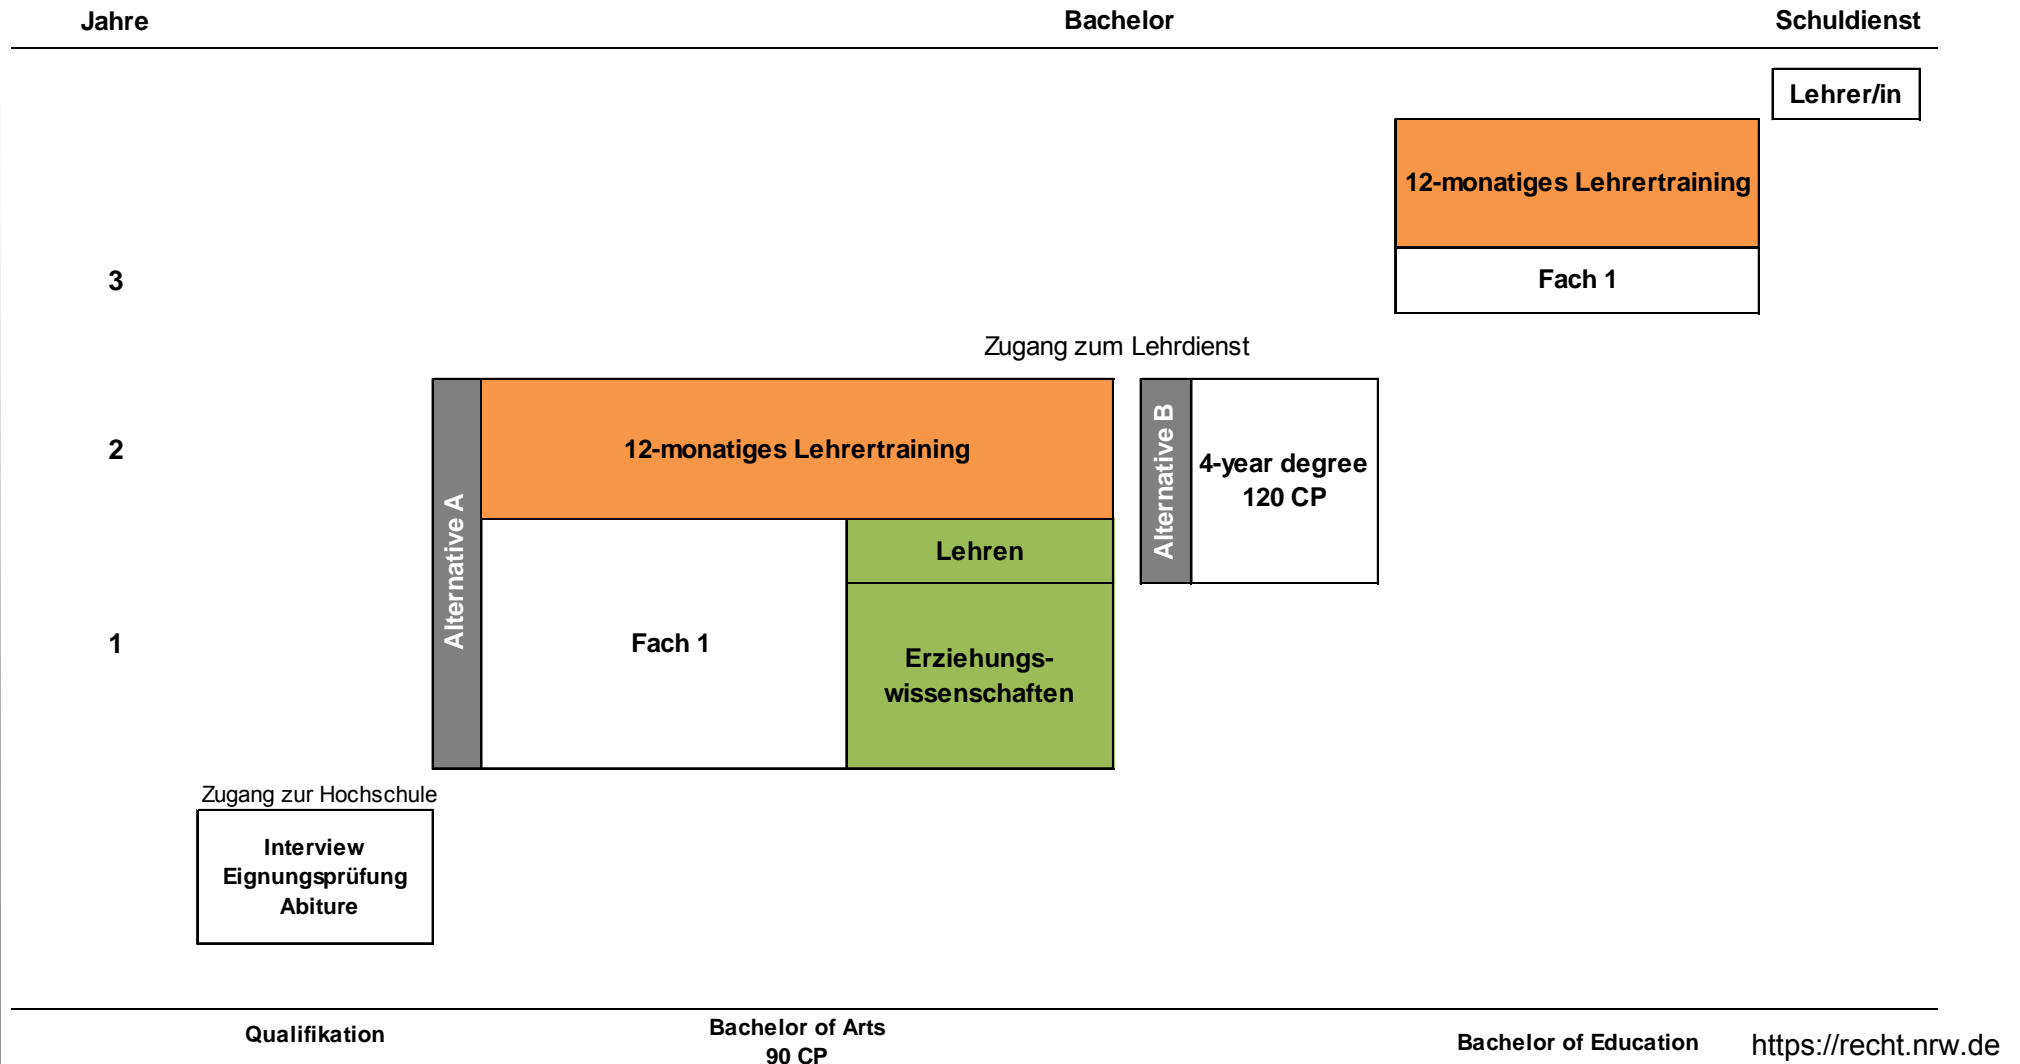 Jahre
Bachelor
Schuldienst
Lehrer/in
12-monatiges Lehrertraining
3
Fach 1
Zugang zum Lehrdienst
Alternative A
12-monatiges Lehrertraining
Alternative B
4-year degree
120 CP
2
Lehren
1
Fach 1
Erziehungs-
wissenschaften
Zugang zur Hochschule
Interview
Eignungsprüfung
Abiture
Qualifikation
Bachelor of Arts
90 CP
Bachelor of Education
https://recht.nrw.de